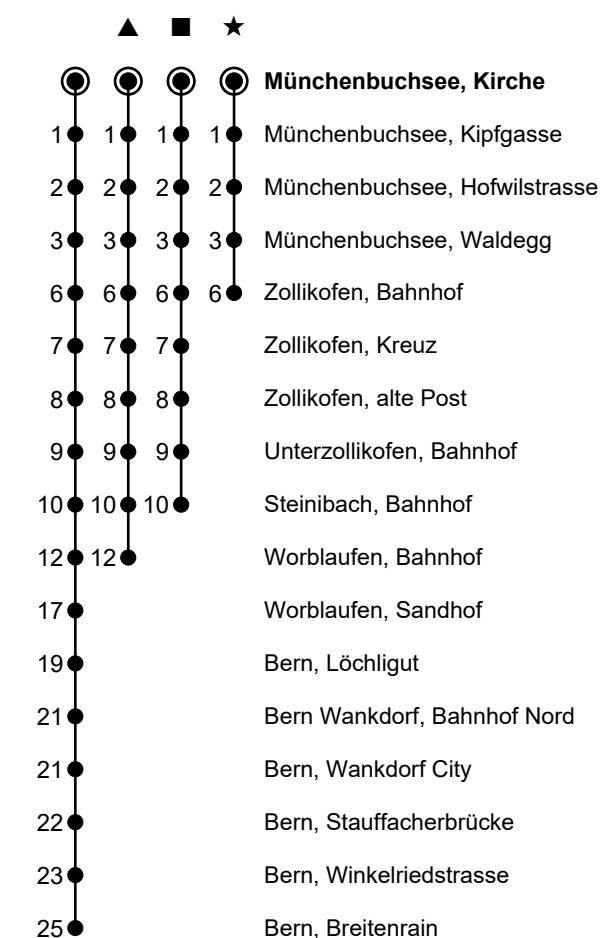 ▲ ■ ★
Münchenbuchsee, Kirche
1 1 1 1 Münchenbuchsee, Kipfgasse
2 2 2 2 Münchenbuchsee, Hofwilstrasse
3 3 3 3 Münchenbuchsee, Waldegg
6 6 6 6 Zollikofen, Bahnhof
7 7 7 Zollikofen, Kreuz
8 8 8 Zollikofen, alte Post
9 9 9 Unterzollikofen, Bahnhof
10 10 10 Steinibach, Bahnhof
12 12 Worblaufen, Bahnhof
17 Worblaufen, Sandhof
19 Bern, Löchligut
21 Bern Wankdorf, Bahnhof Nord
21 Bern, Wankdorf City
22 Bern, Stauffacherbrücke
23 Bern, Winkelriedstrasse
25 Bern, Breitenrain